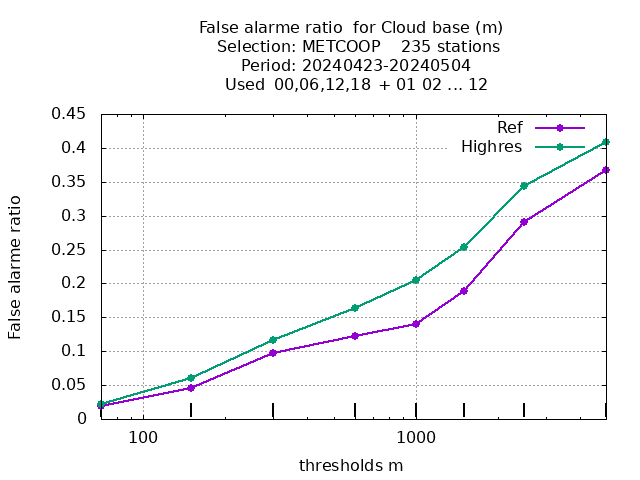 False alarme ratio  for Cloud base (m)
Selection: METCOOP    235 stations
Period: 20240423-20240504
Used  00,06,12,18 + 01 02 ... 12
0.45
0.4
0.35
0.3
0.25
0.2
0.15
0.1
0.05
0
False alarme ratio
Ref
Highres
100
1000
thresholds m